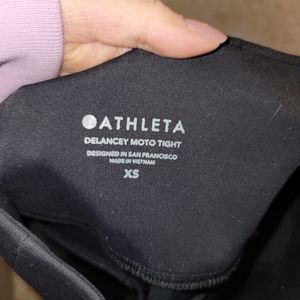 ATHLETA
DELANCEY MOTO TIGHT
DESIGNED IN SAN FRANCISCO
MADE IN VIETNAM
XS